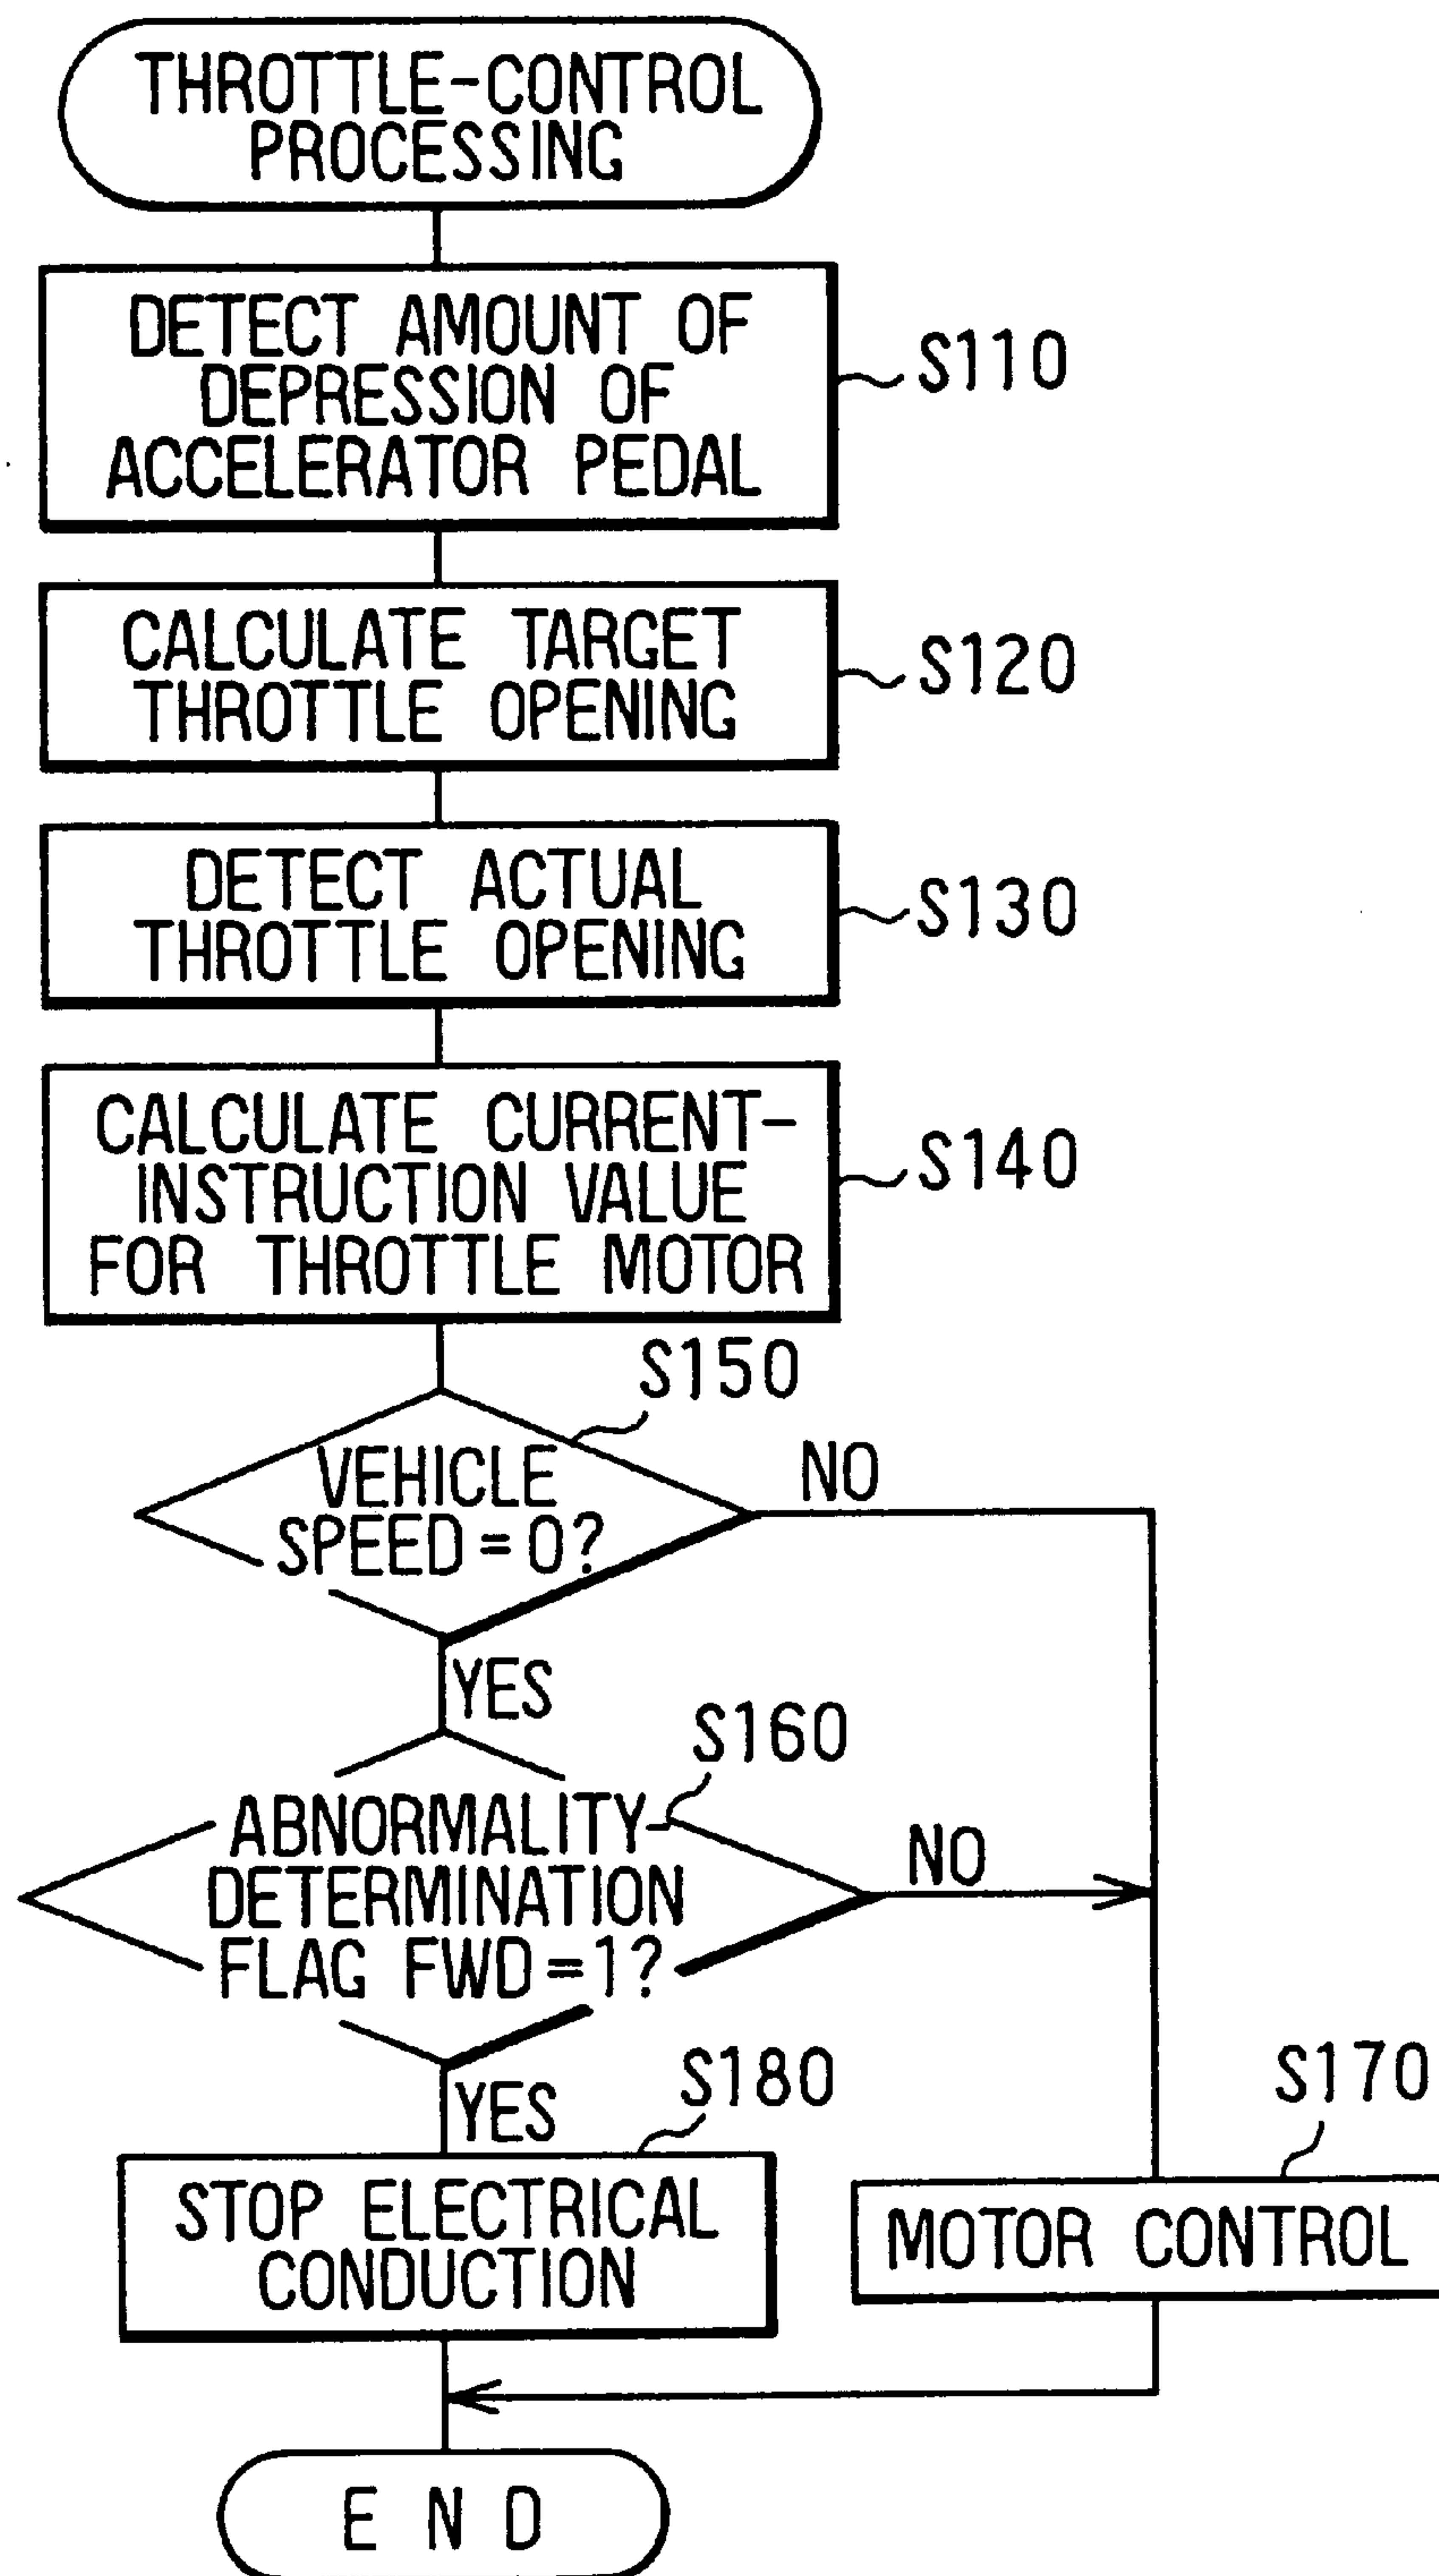 THROTTLE-CONTROL
PROCESSING
DETECT AMOUNT OF
DEPRESSION OF
ACCELERATOR PEDAL
S110
CALCULATE TARGET
THROTTLE OPENING
S120
DETECT ACTUAL
THROTTLE OPENING
S130
CALCULATE CURRENT-
INSTRUCTION VALUE
FOR THROTTLE MOTOR
S140
S150
VEHICLE
SPEED = 0?
NO
YES
S160
ABNORMALITY
DETERMINATION
FLAG FWD = 1?
NO
YES
S180
STOP ELECTRICAL
CONDUCTION
S170
MOTOR CONTROL
END